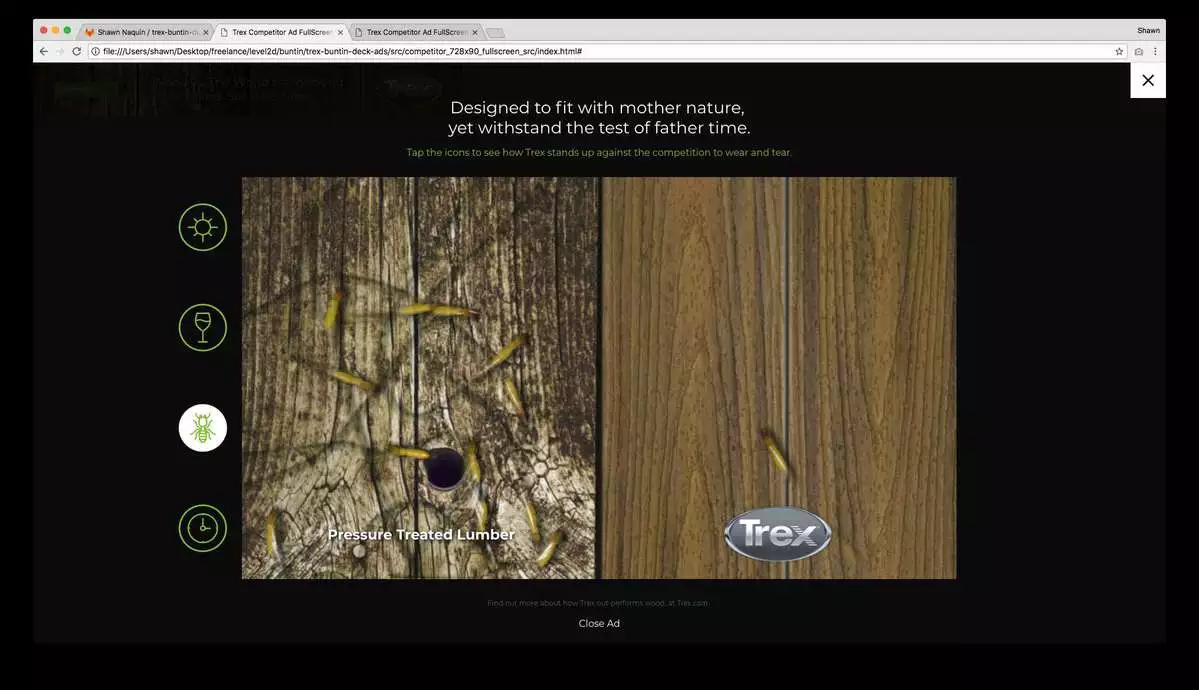 Shawn Naquin / trex-buntin-de
Trex Competitor Ad FullScreen
Trex Competitor Ad FullScreen
Shawn
file:///Users/shawn/Desktop/freelance/level2d/buntin/trex-buntin-deck-ads/src/competitor_728x90_fullscreen_src/index.html#
Designed to fit with mother nature,
yet withstand the test of father time.
Tap the icons to see how Trex stands up against the competition to wear and tear.
Pressure Treated Lumber
Trex
Find out more about how Trex out-performs wood, at Trex.com
Close Ad